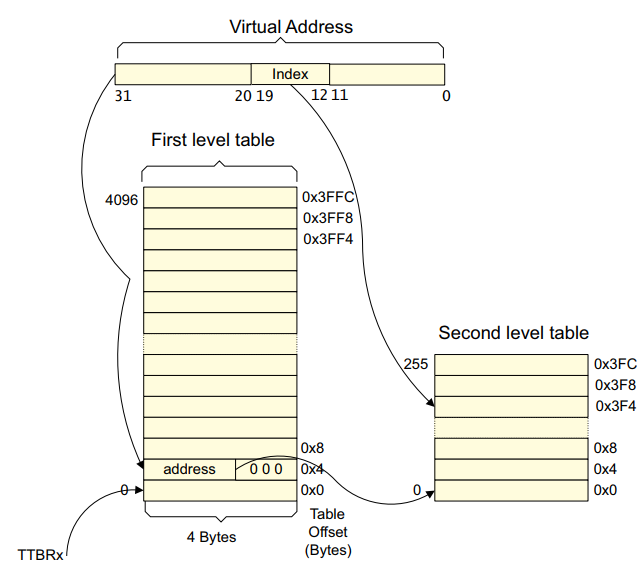 Virtual Address
Index
31
20 19
12 11
0
First level table
4096
0x3FFC
0x3FF8
0x3FF4
Second level table
255
0x3FC
0x3F8
0x3F4
0x8
0x8
address
0 0 0
0x4
0x4
0
0x0
0
0x0
4 Bytes
Table
Offset
(Bytes)
TTBRx